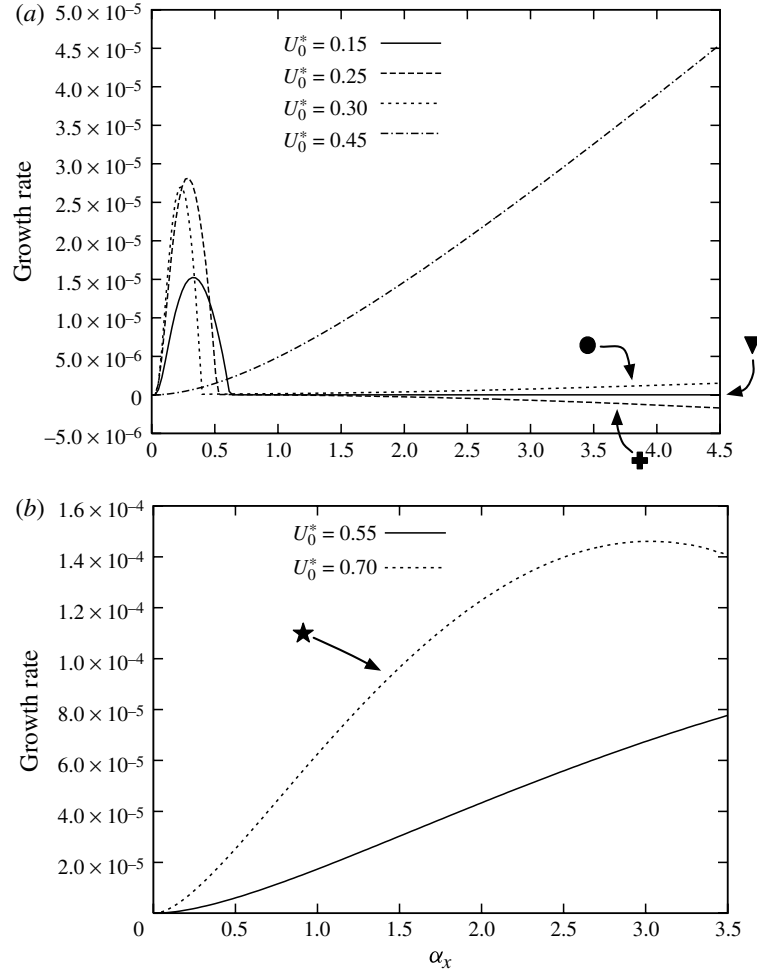 (a)
5.0 × 10⁻⁵
4.5 × 10⁻⁵
4.0 × 10⁻⁵
3.5 × 10⁻⁵
3.0 × 10⁻⁵
2.5 × 10⁻⁵
2.0 × 10⁻⁵
1.5 × 10⁻⁵
1.0 × 10⁻⁵
5.0 × 10⁻⁶
0
−5.0 × 10⁻⁶
Growth rate
U₀* = 0.15
U₀* = 0.25
U₀* = 0.30
U₀* = 0.45
0 0.5 1.0 1.5 2.0 2.5 3.0 3.5 4.0 4.5
(b)
1.6 × 10⁻⁴
1.4 × 10⁻⁴
1.2 × 10⁻⁴
1.0 × 10⁻⁴
8.0 × 10⁻⁵
6.0 × 10⁻⁵
4.0 × 10⁻⁵
2.0 × 10⁻⁵
Growth rate
U₀* = 0.55
U₀* = 0.70
0 0.5 1.0 1.5 2.0 2.5 3.0 3.5
αₓ